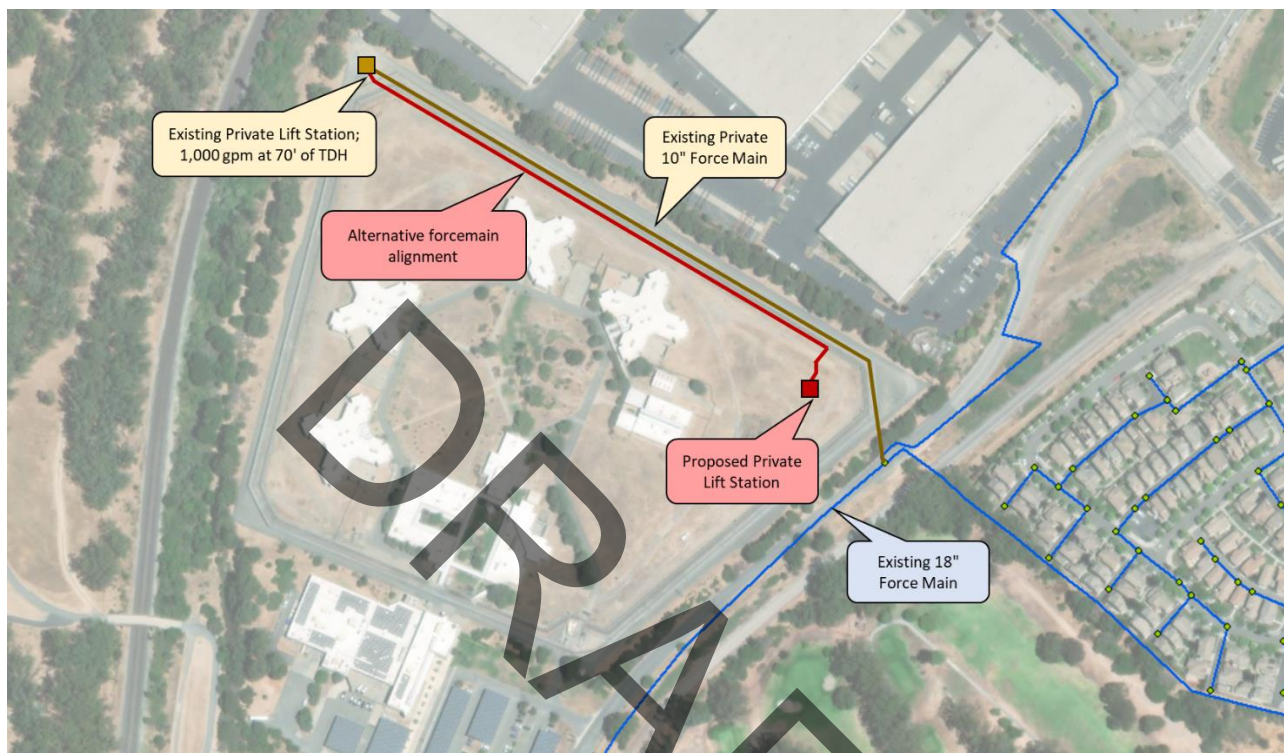 Existing Private Lift Station;
1,000 gpm at 70' of TDH
Existing Private
10" Force Main
Alternative forcemain
alignment
Proposed Private
Lift Station
Existing 18"
Force Main
DRAF